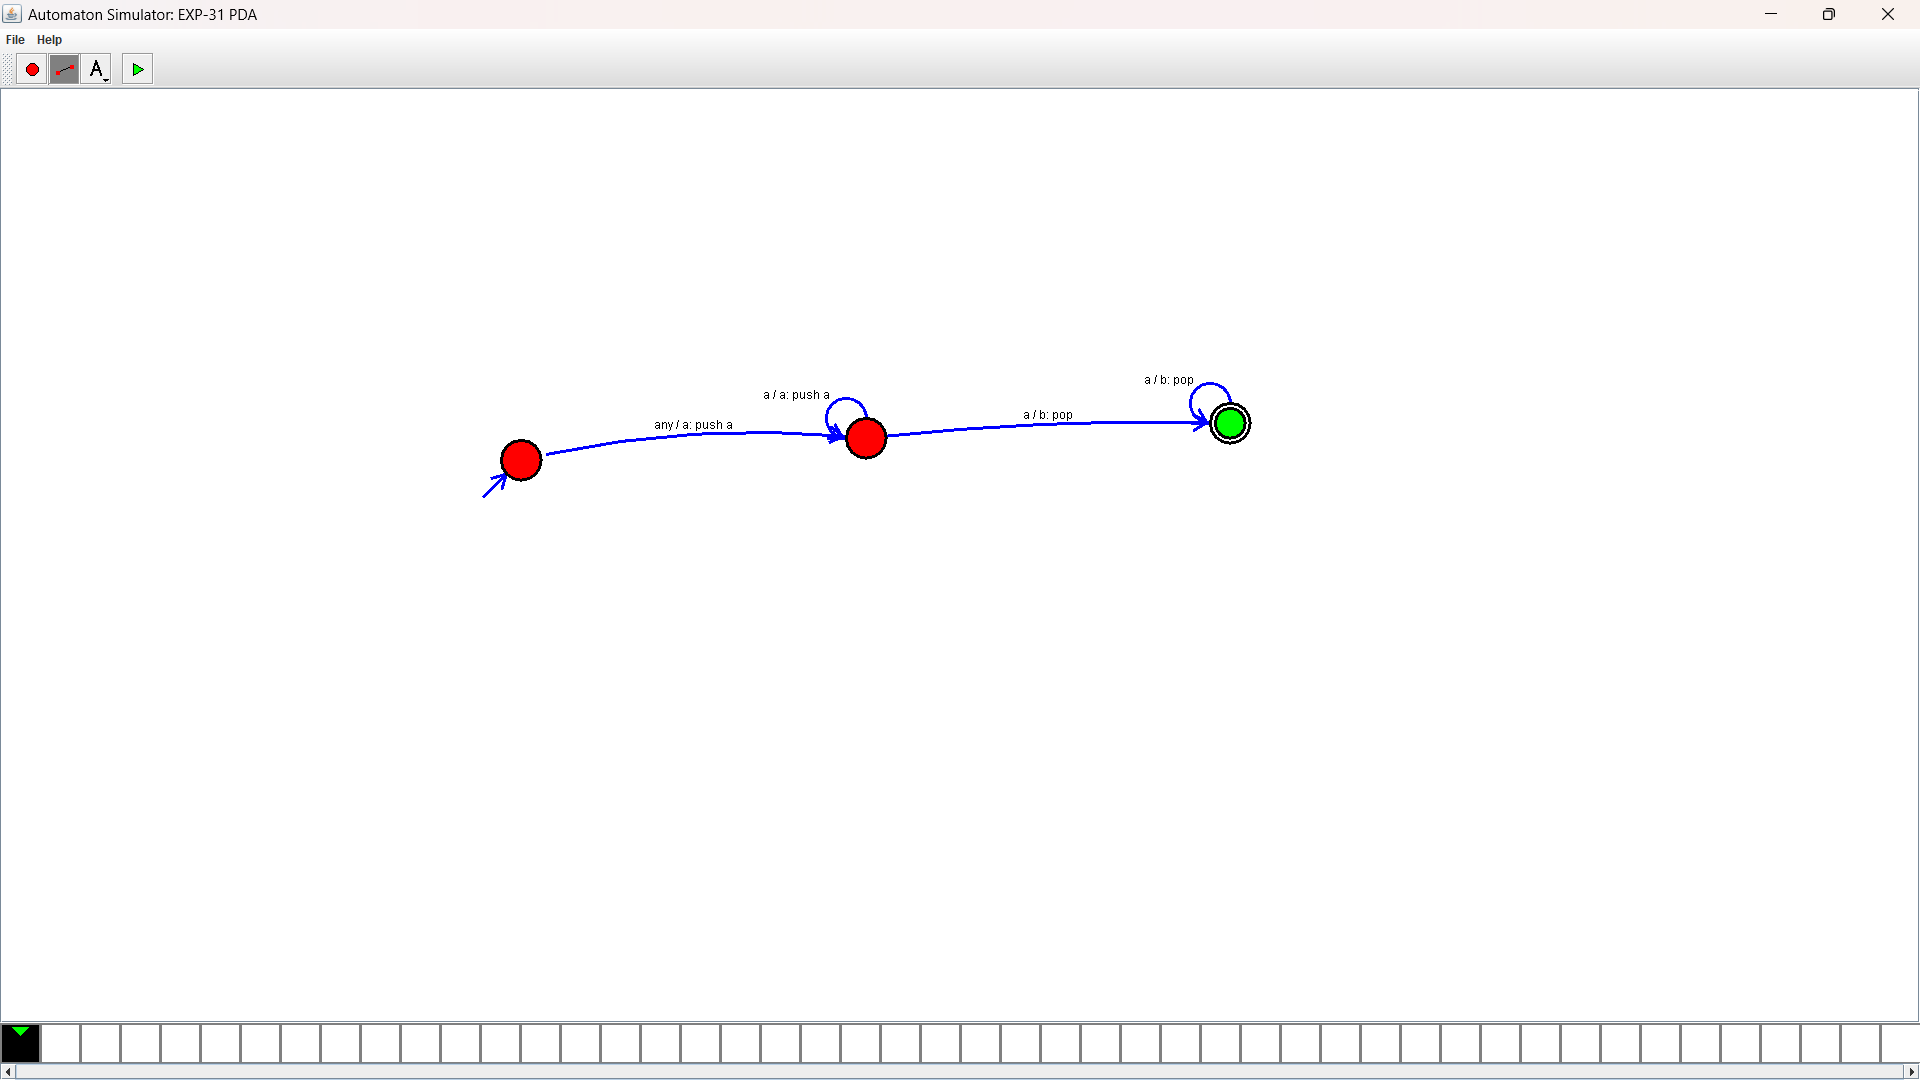 Automaton Simulator: EXP-31 PDA
File Help
A
a / b: pop
a / a: push a
a / b: pop
any / a: push a